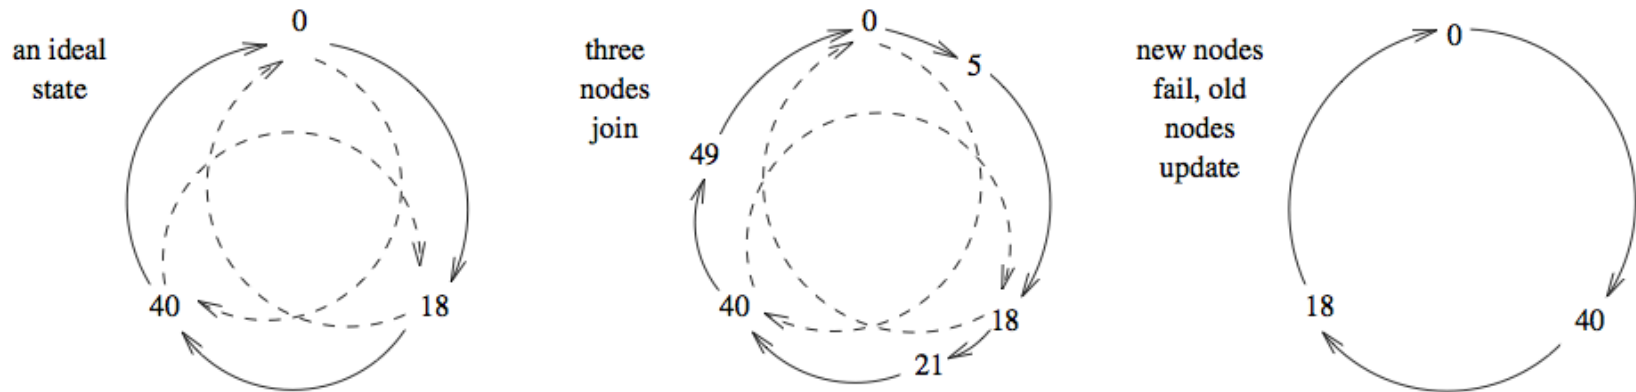 an ideal
state
0
40
18
three
nodes
join
0
5
49
40
18
21
new nodes
fail, old
nodes
update
0
18
40